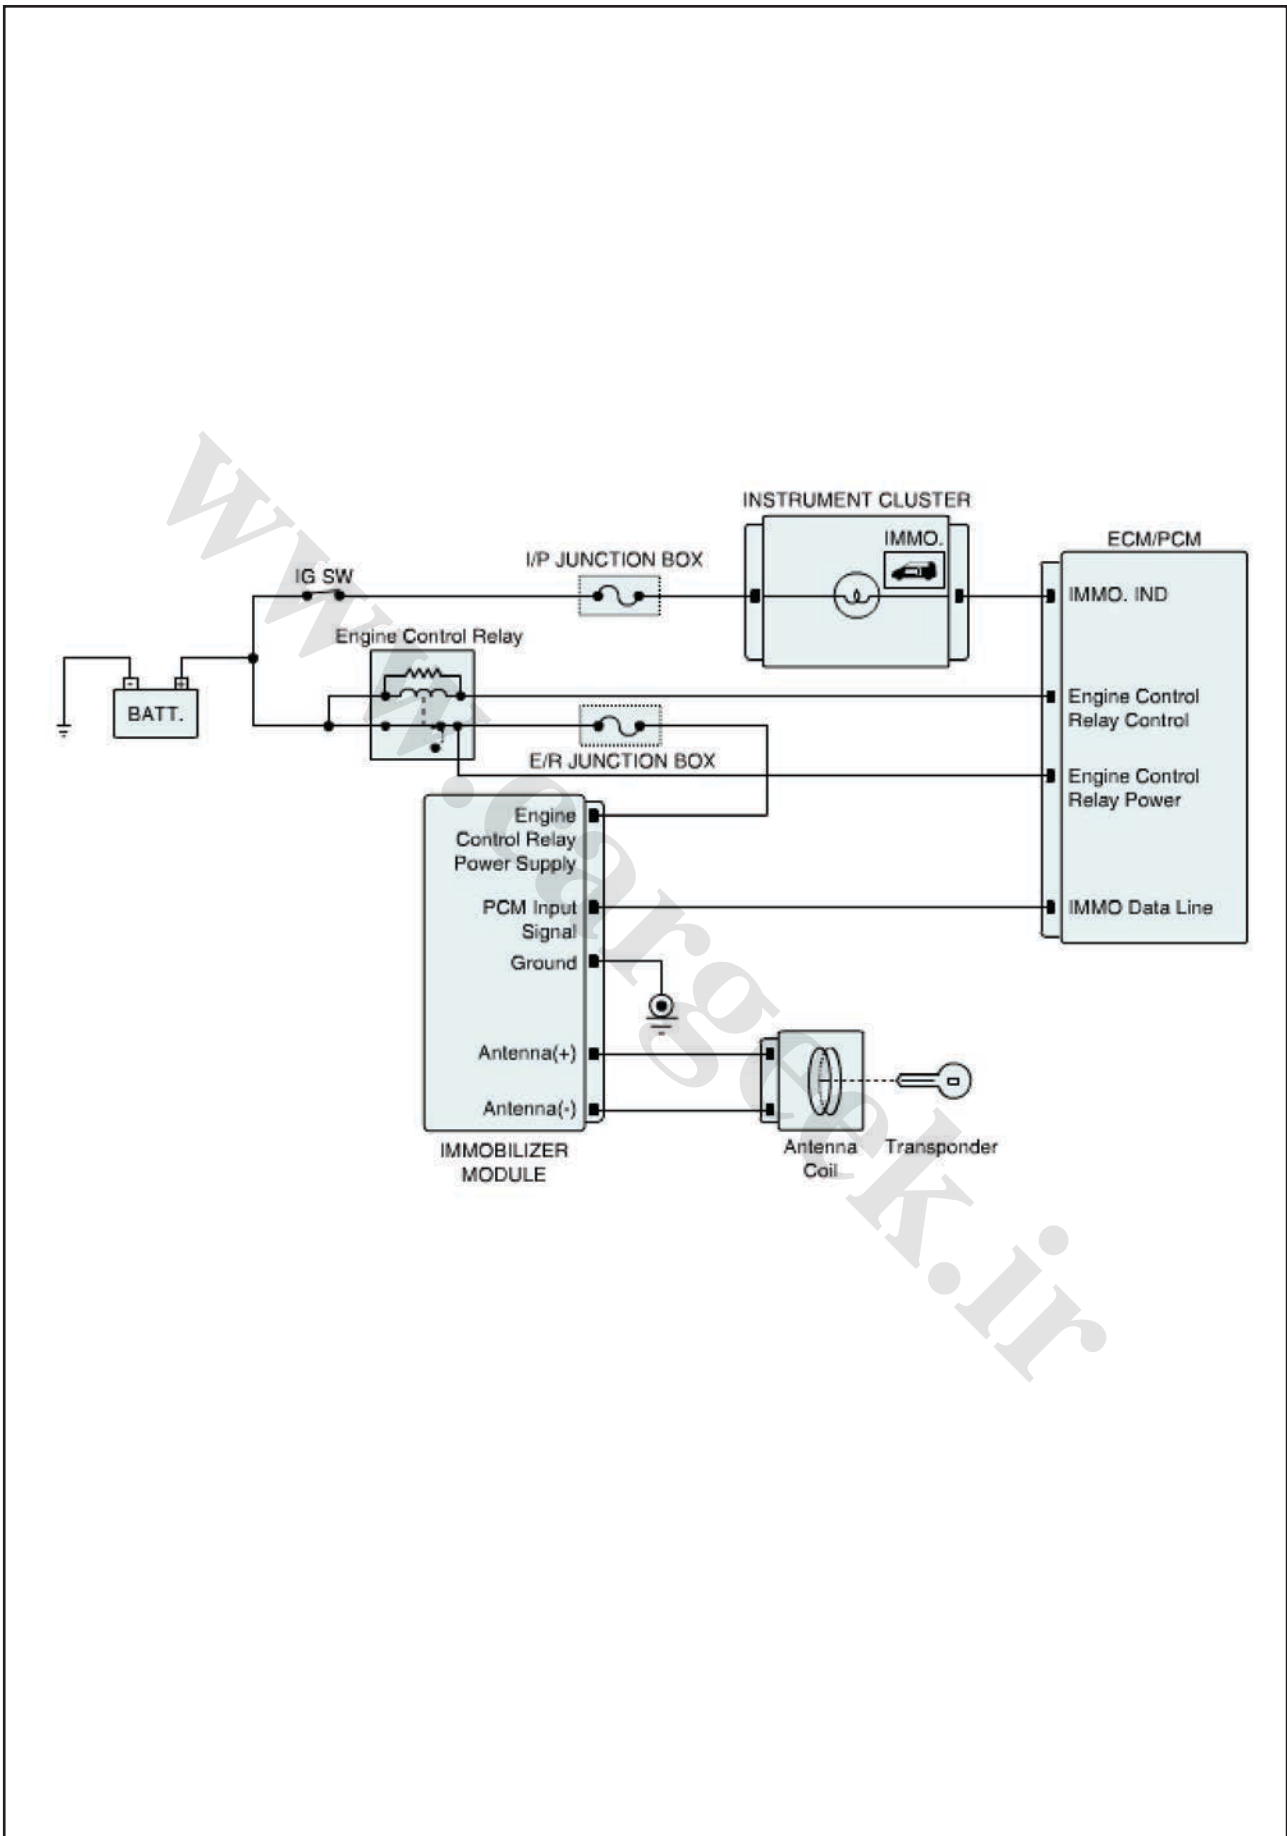 INSTRUMENT CLUSTER
IMMO.
ECM/PCM
I/P JUNCTION BOX
IG SW
IMMO. IND
Engine Control Relay
- +
BATT.
Engine Control
Relay Control
E/R JUNCTION BOX
Engine Control
Relay Power
Engine
Control Relay
Power Supply
PCM Input
Signal
IMMO Data Line
Ground
Antenna(+)
Antenna(-)
IMMOBILIZER
MODULE
Antenna
Coil
Transponder
www.cargeek.ir